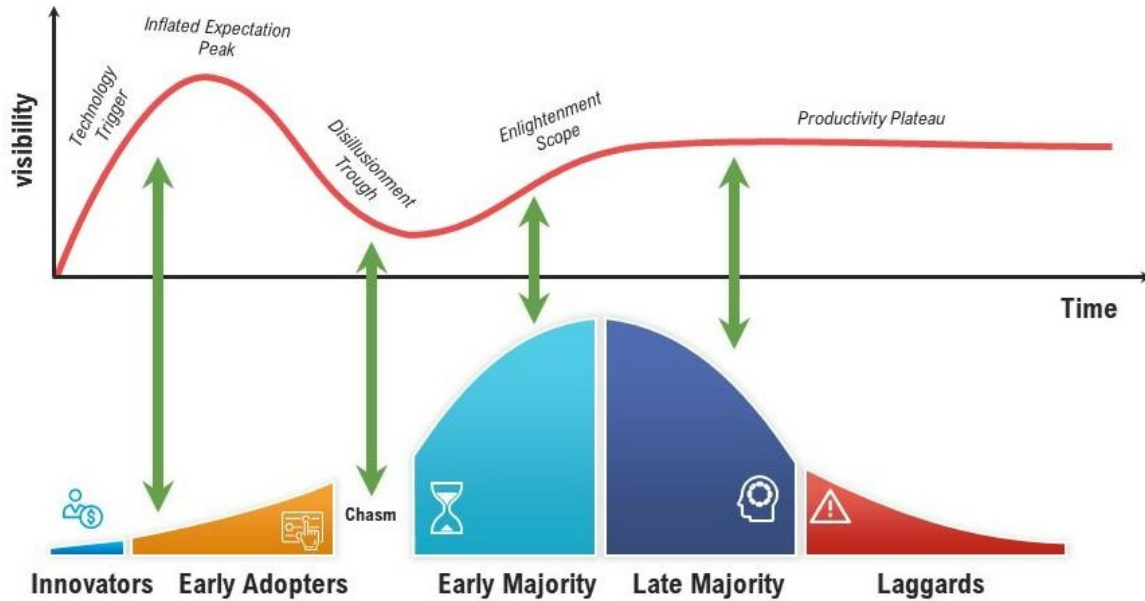 Inflated Expectation
Peak
Technology
Trigger
Disillusionment
Trough
Enlightenment
Scope
Productivity Plateau
visibility
Time
Chasm
Innovators
Early Adopters
Early Majority
Late Majority
Laggards